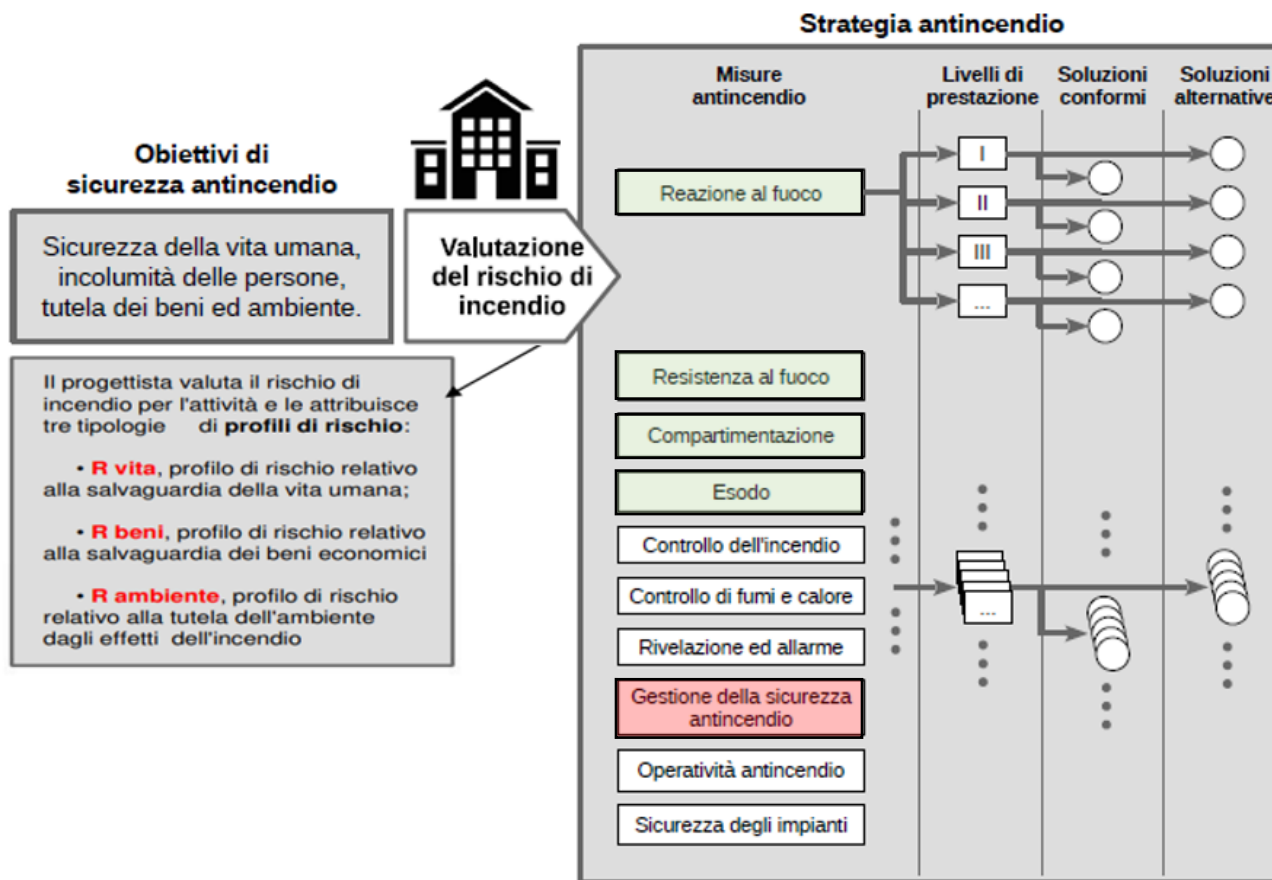 Strategia antincendio
Obiettivi di
sicurezza antincendio
Sicurezza della vita umana,
incolumità delle persone,
tutela dei beni ed ambiente.
Valutazione
del rischio di
incendio
Il progettista valuta il rischio di
incendio per l'attività e le attribuisce
tre tipologie di profili di rischio:
• R vita, profilo di rischio relativo
alla salvaguardia della vita umana;
• R beni, profilo di rischio relativo
alla salvaguardia dei beni economici
• R ambiente, profilo di rischio
relativo alla tutela dell'ambiente
dagli effetti dell'incendio
Misure
antincendio
Livelli di
prestazione
Soluzioni
conformi
Soluzioni
alternative
Reazione al fuoco
I
II
III
...
Resistenza al fuoco
Compartimentazione
Esodo
Controllo dell'incendio
Controllo di fumi e calore
...
Rivelazione ed allarme
Gestione della sicurezza
antincendio
Operatività antincendio
Sicurezza degli impianti